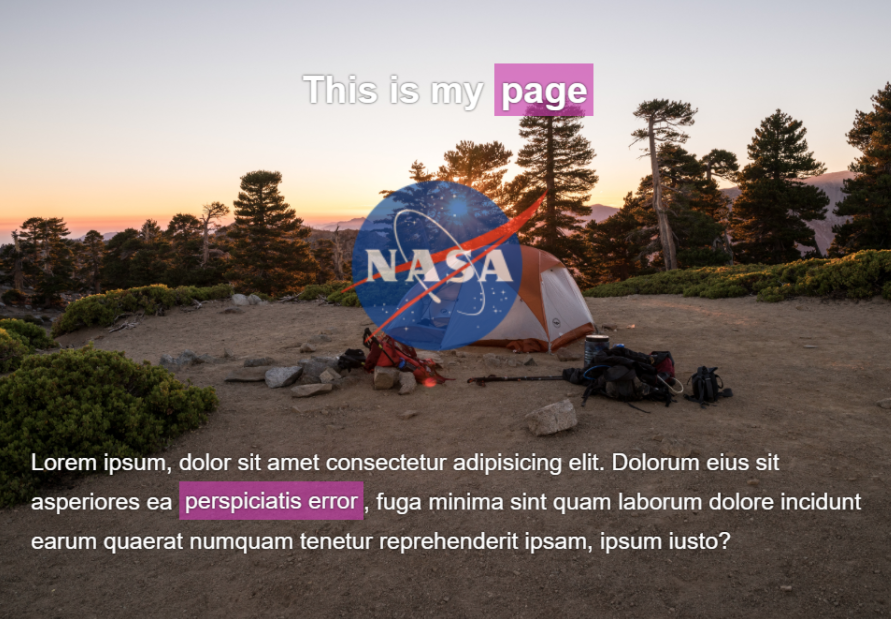 This is my page
NASA
Lorem ipsum, dolor sit amet consectetur adipisicing elit. Dolorum eius sit
asperiores ea perspiciatis error, fuga minima sint quam laborum dolore incidunt
earum quaerat numquam tenetur reprehenderit ipsam, ipsum iusto?